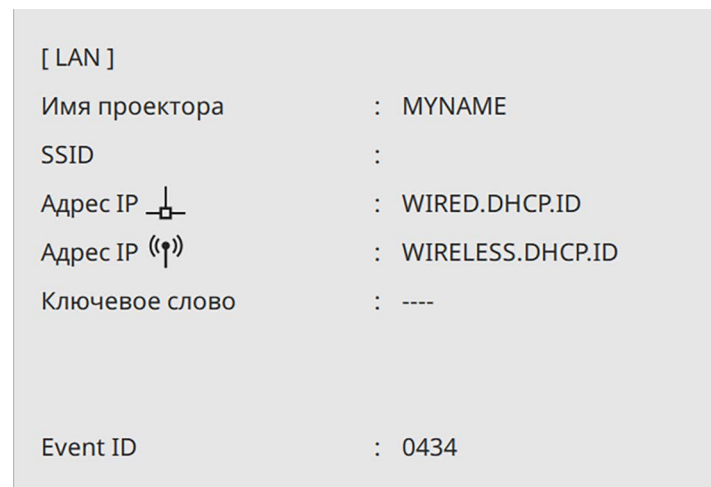 [ LAN ]
Имя проектора : MYNAME
SSID :
Адрес IP : WIRED.DHCP.ID
Адрес IP : WIRELESS.DHCP.ID
Ключевое слово : ----
Event ID : 0434